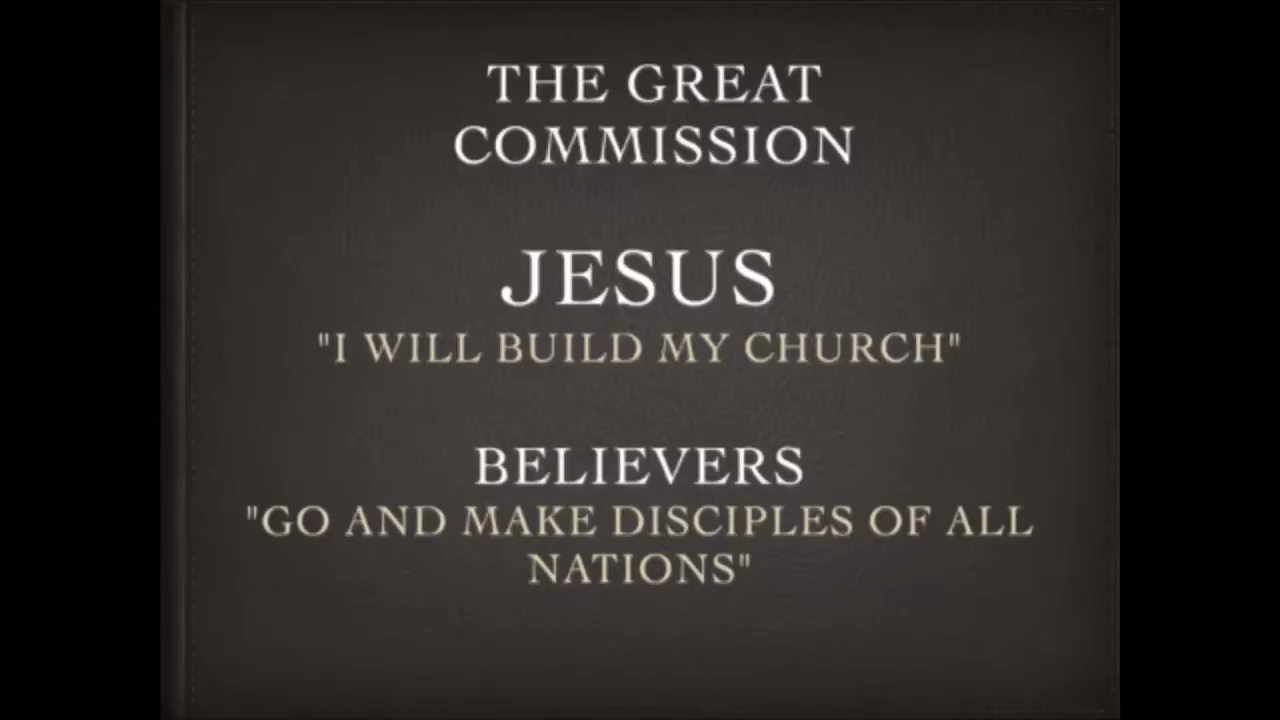 THE GREAT
COMMISSION
JESUS
"I WILL BUILD MY CHURCH"
BELIEVERS
"GO AND MAKE DISCIPLES OF ALL
NATIONS"